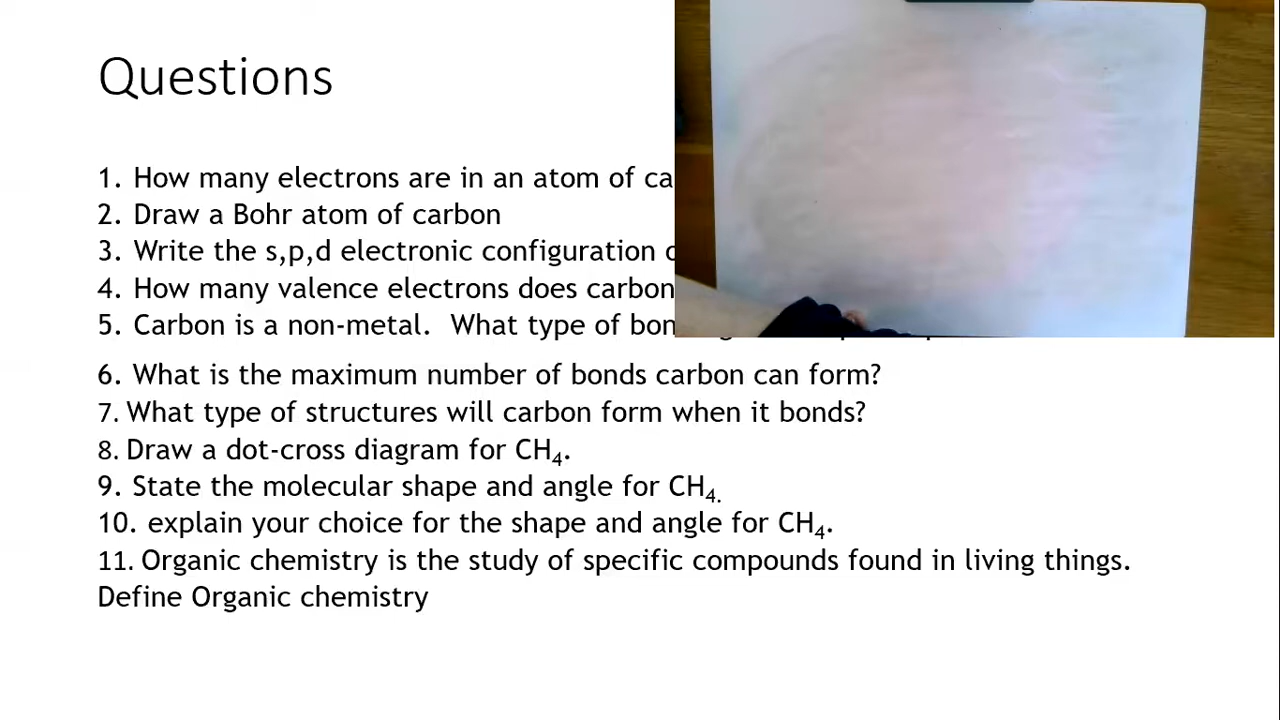 Questions
1. How many electrons are in an atom of ca
2. Draw a Bohr atom of carbon
3. Write the s,p,d electronic configuration
4. How many valence electrons does carbon
5. Carbon is a non-metal. What type of bon
6. What is the maximum number of bonds carbon can form?
7. What type of structures will carbon form when it bonds?
8. Draw a dot-cross diagram for CH₄.
9. State the molecular shape and angle for CH₄.
10. explain your choice for the shape and angle for CH₄.
11. Organic chemistry is the study of specific compounds found in living things.
Define Organic chemistry